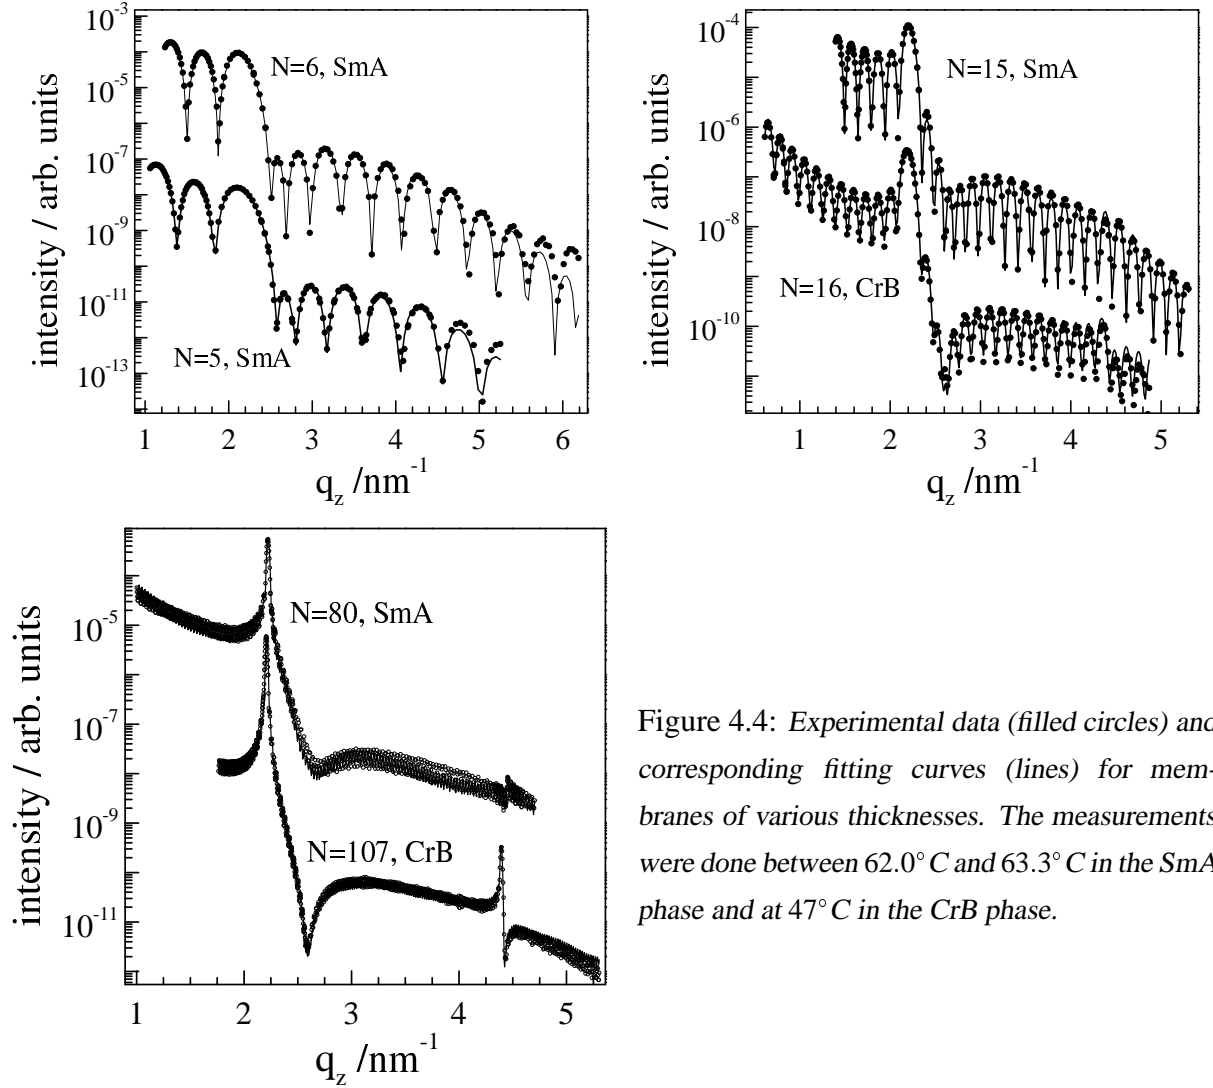 10^-3
10^-5
10^-7
10^-9
10^-11
10^-13
intensity / arb. units
N=6, SmA
N=5, SmA
1 2 3 4 5 6
q_z /nm^-1
10^-4
10^-6
10^-8
10^-10
intensity / arb. units
N=15, SmA
N=16, CrB
1 2 3 4 5
q_z /nm^-1
10^-5
10^-7
10^-9
10^-11
intensity / arb. units
N=80, SmA
N=107, CrB
1 2 3 4 5
q_z /nm^-1
Figure 4.4: Experimental data (filled circles) and
corresponding fitting curves (lines) for mem-
branes of various thicknesses. The measurements
were done between 62.0°C and 63.3°C in the SmA
phase and at 47°C in the CrB phase.